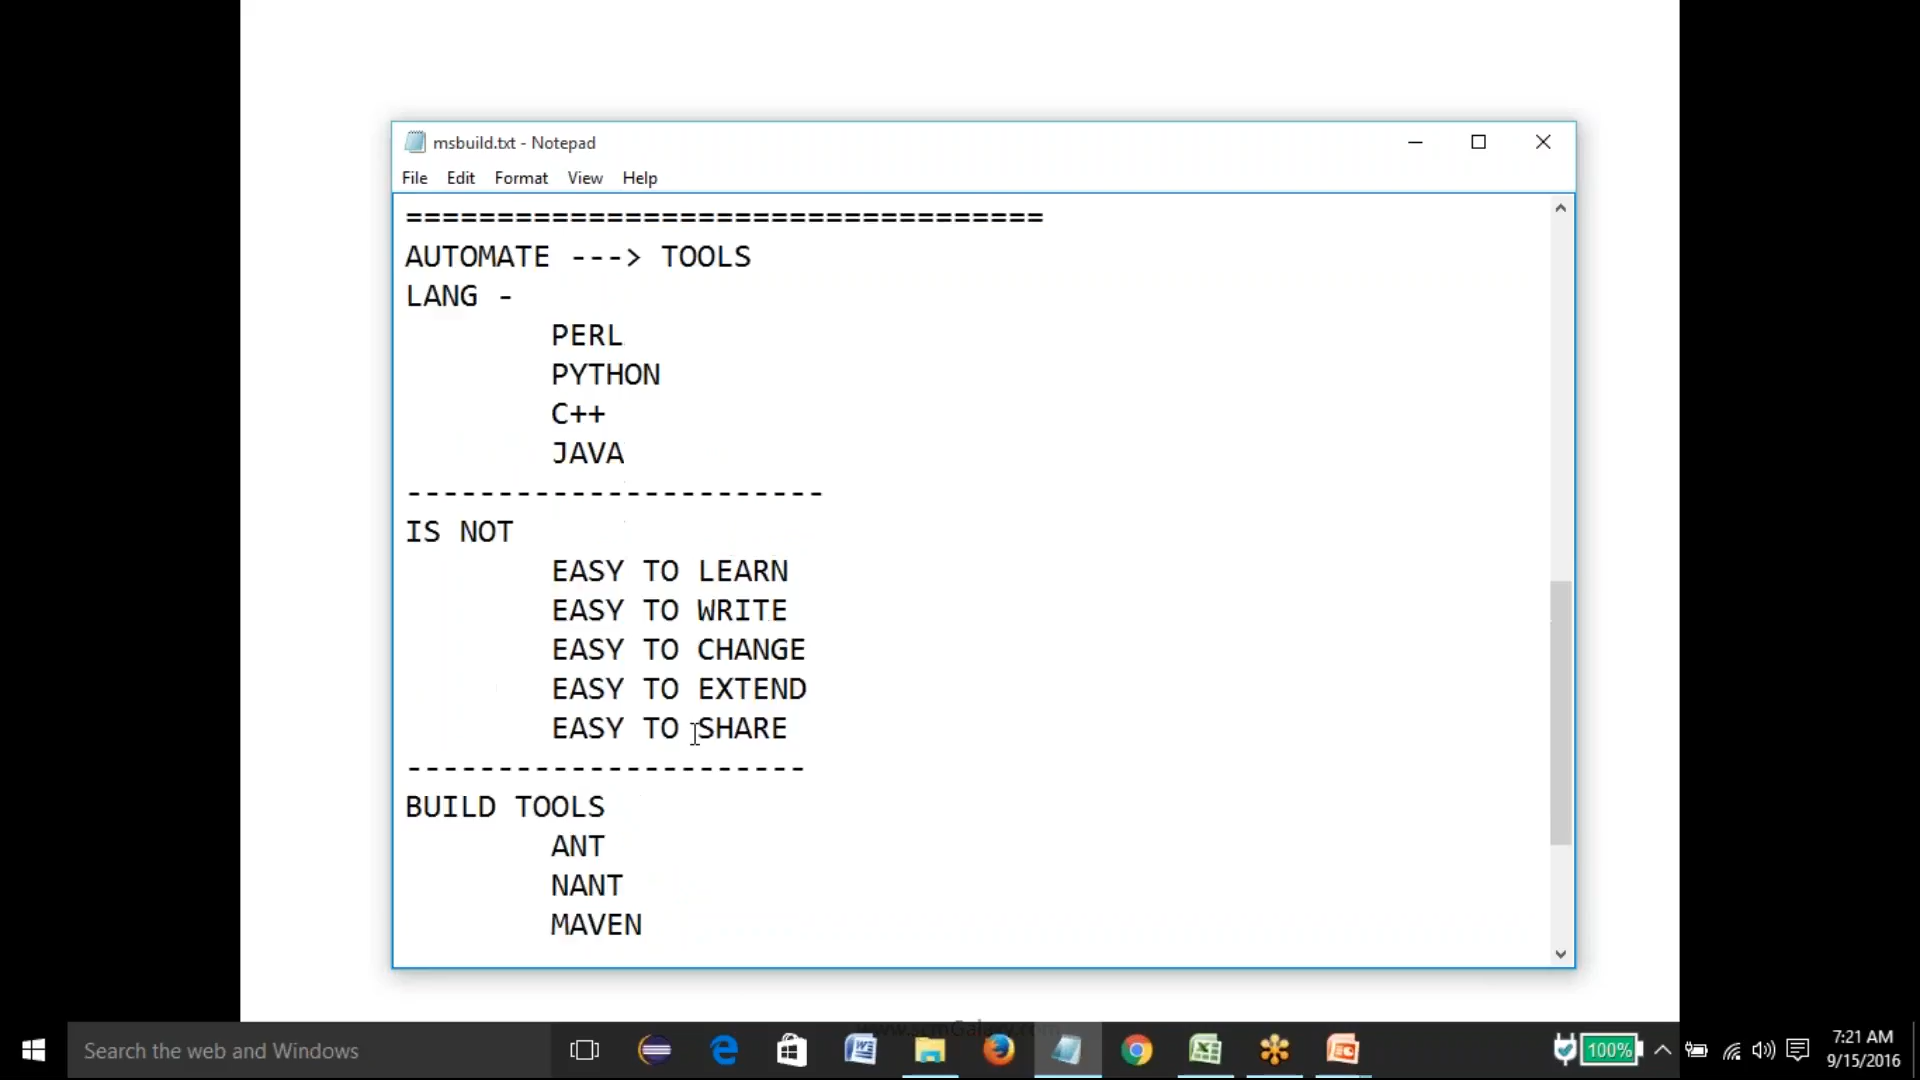 msbuild.txt - Notepad
File Edit Format View Help
===================================
AUTOMATE ---> TOOLS
LANG -
PERL
PYTHON
C++
JAVA
-----------------------
IS NOT
EASY TO LEARN
EASY TO WRITE
EASY TO CHANGE
EASY TO EXTEND
EASY TO SHARE
----------------------
BUILD TOOLS
ANT
NANT
MAVEN
Search the web and Windows
100%
7:21 AM
9/15/2016